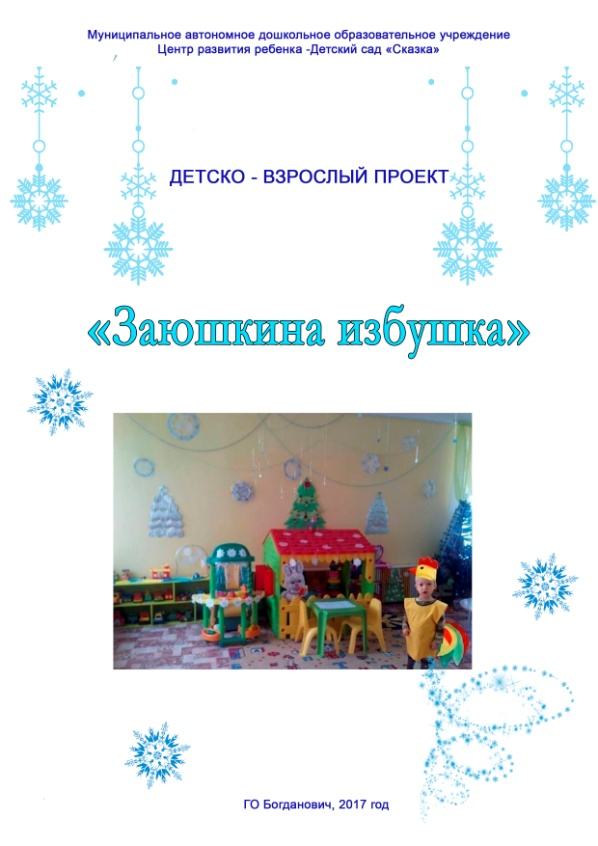 Муниципальное автономное дошкольное образовательное учреждение
Центр развития ребенка -Детский сад «Сказка»
ДЕТСКО - ВЗРОСЛЫЙ ПРОЕКТ
«Заюшкина избушка»
ГО Богданович, 2017 год